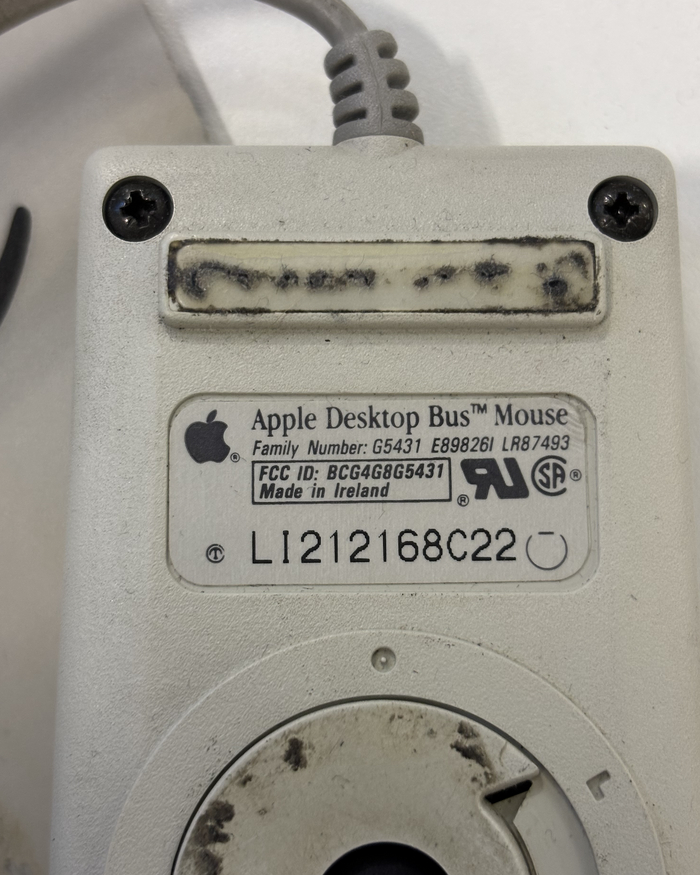 Apple Desktop Bus™ Mouse
Family Number: G5431 E89826I LR87493
FCC ID: BCG4G8G5431
Made in Ireland
LI212168C22
L